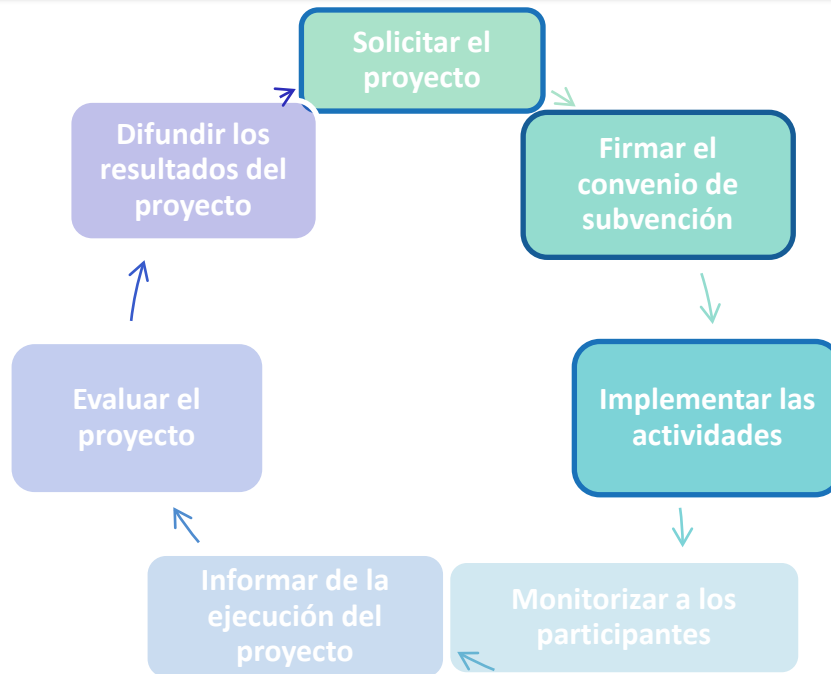 Solicitar el
proyecto
Firmar el
convenio de
subvención
Implementar las
actividades
Monitorizar a los
participantes
Informar de la
ejecución del
proyecto
Evaluar el
proyecto
Difundir los
resultados del
proyecto